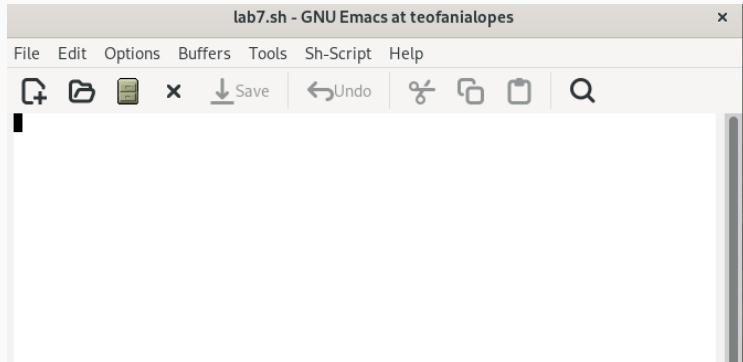 lab7.sh - GNU Emacs at teofanialopes
File Edit Options Buffers Tools Sh-Script Help
Save Undo